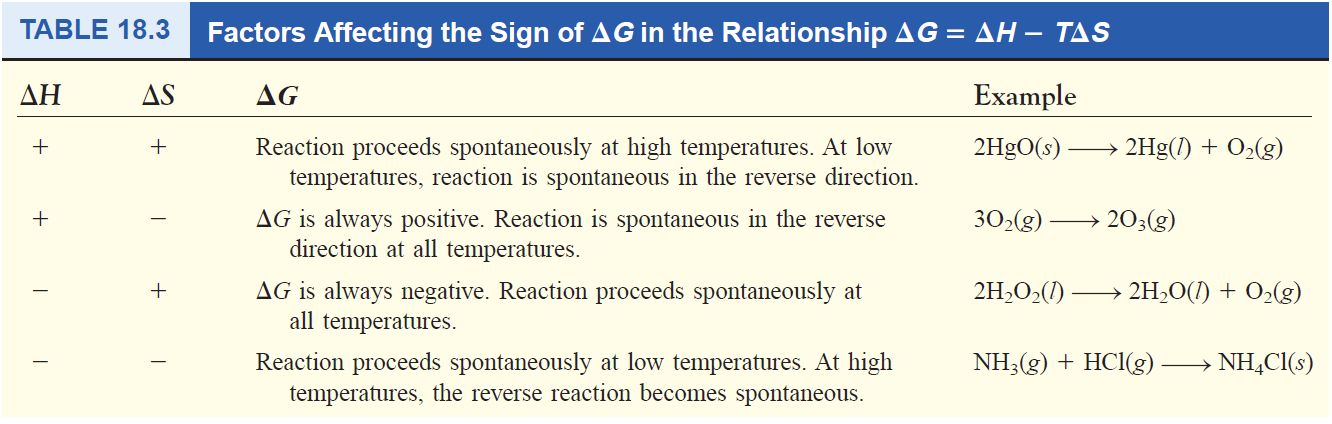 TABLE 18.3 Factors Affecting the Sign of ΔG in the Relationship ΔG = ΔH − TΔS
ΔH ΔS ΔG Example
+ + Reaction proceeds spontaneously at high temperatures. At low 2HgO(s) ⟶ 2Hg(l) + O₂(g)
temperatures, reaction is spontaneous in the reverse direction.
+ − ΔG is always positive. Reaction is spontaneous in the reverse 3O₂(g) ⟶ 2O₃(g)
direction at all temperatures.
− + ΔG is always negative. Reaction proceeds spontaneously at 2H₂O₂(l) ⟶ 2H₂O(l) + O₂(g)
all temperatures.
− − Reaction proceeds spontaneously at low temperatures. At high NH₃(g) + HCl(g) ⟶ NH₄Cl(s)
temperatures, the reverse reaction becomes spontaneous.